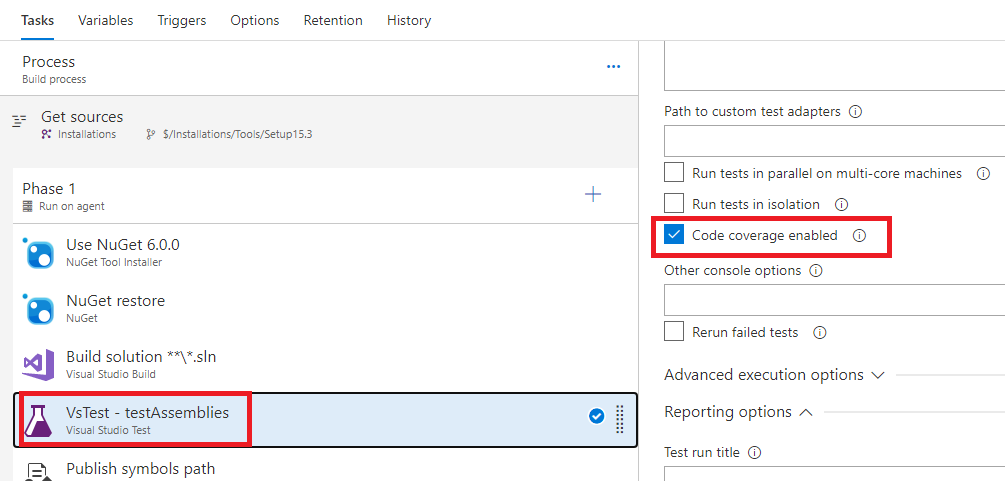 Tasks
Variables
Triggers
Options
Retention
History
Process
Build process
Get sources
Installations
$/Installations/Tools/Setup15.3
Phase 1
Run on agent
Use NuGet 6.0.0
NuGet Tool Installer
NuGet restore
NuGet
Build solution **\*.sln
Visual Studio Build
VsTest - testAssemblies
Visual Studio Test
Publish symbols path
Path to custom test adapters
Run tests in parallel on multi-core machines
Run tests in isolation
Code coverage enabled
Other console options
Rerun failed tests
Advanced execution options
Reporting options
Test run title